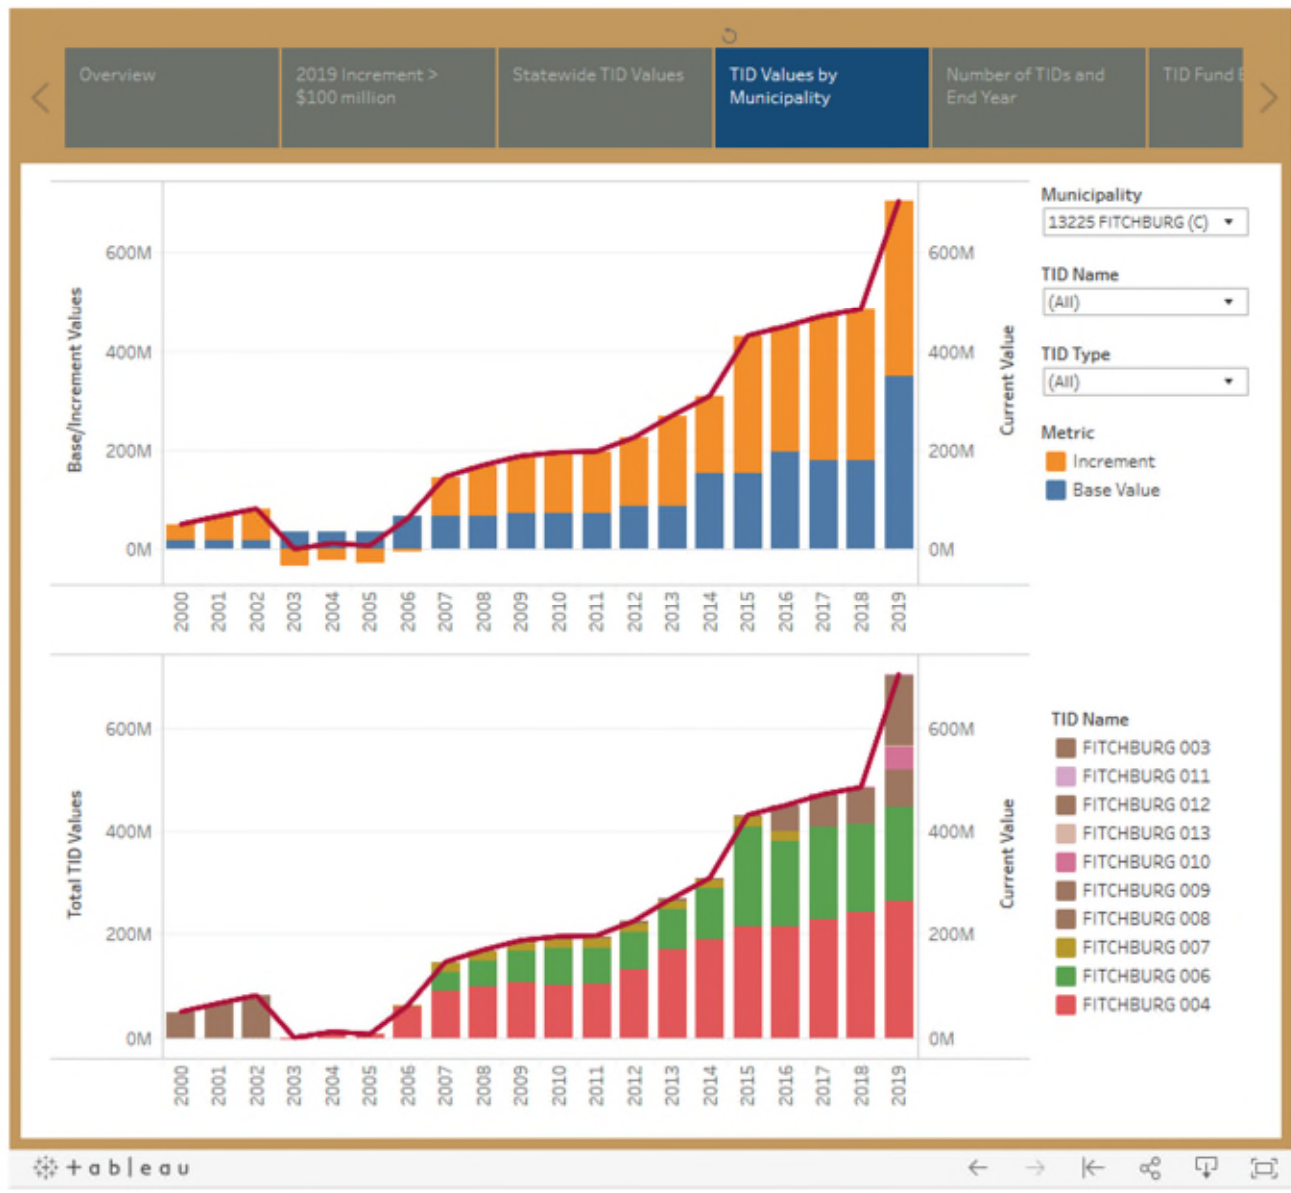 Overview
2019 Increment >
$100 million
Statewide TID Values
TID Values by
Municipality
Number of TIDs and
End Year
TID Fund
Base/Increment Values
600M
400M
200M
0M
600M
400M
200M
0M
Current Value
2000 2001 2002 2003 2004 2005 2006 2007 2008 2009 2010 2011 2012 2013 2014 2015 2016 2017 2018 2019
Municipality
13225 FITCHBURG (C)
TID Name
(All)
TID Type
(All)
Metric
Increment
Base Value
Total TID Values
600M
400M
200M
0M
600M
400M
200M
0M
Current Value
2000 2001 2002 2003 2004 2005 2006 2007 2008 2009 2010 2011 2012 2013 2014 2015 2016 2017 2018 2019
TID Name
FITCHBURG 003
FITCHBURG 011
FITCHBURG 012
FITCHBURG 013
FITCHBURG 010
FITCHBURG 009
FITCHBURG 008
FITCHBURG 007
FITCHBURG 006
FITCHBURG 004
+ableau